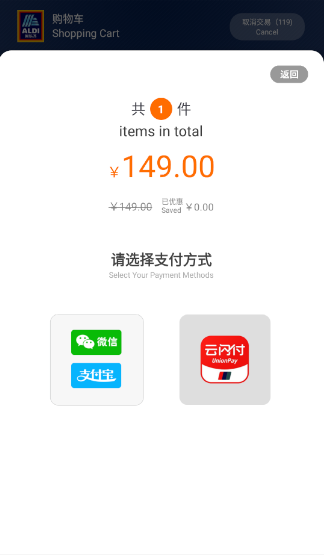 购物车
取消交易（119）
ALDI
Shopping Cart
Cancel
返回
共 1 件
items in total
￥149.00
￥149.00 已优惠 ￥0.00
Saved
请选择支付方式
Select Your Payment Methods
微信
云闪付
UnionPay
支付宝